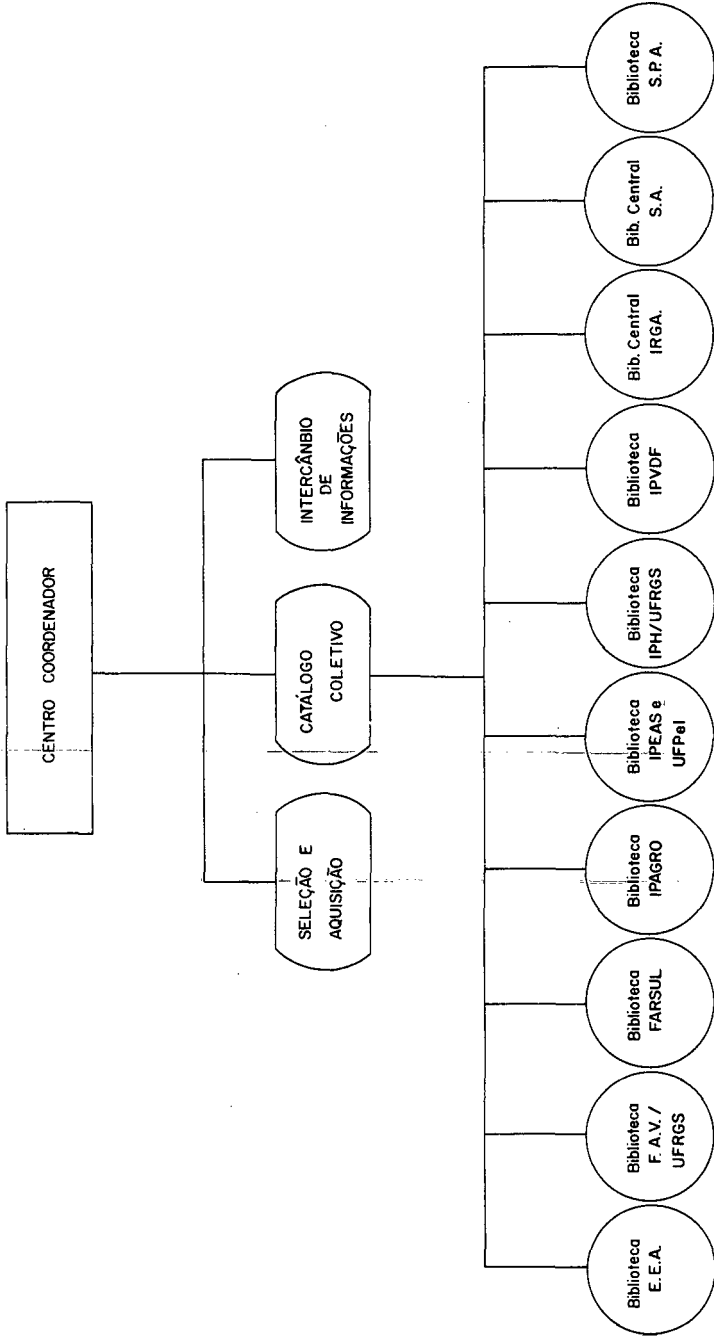 CENTRO COORDENADOR
SELEÇÃO E
AQUISIÇÃO
CATÁLOGO
COLETIVO
INTERCÂNBIO
DE
INFORMAÇÕES
Biblioteca
E.E.A.
Biblioteca
F. A.V./
UFRGS
Biblioteca
FARSUL
Biblioteca
IPAGRO
Biblioteca
IPEAS e
UFPel
Biblioteca
IPH/UFRGS
Biblioteca
IPVDF
Bib. Central
IRGA.
Bib. Central
S.A.
Biblioteca
S.P.A.